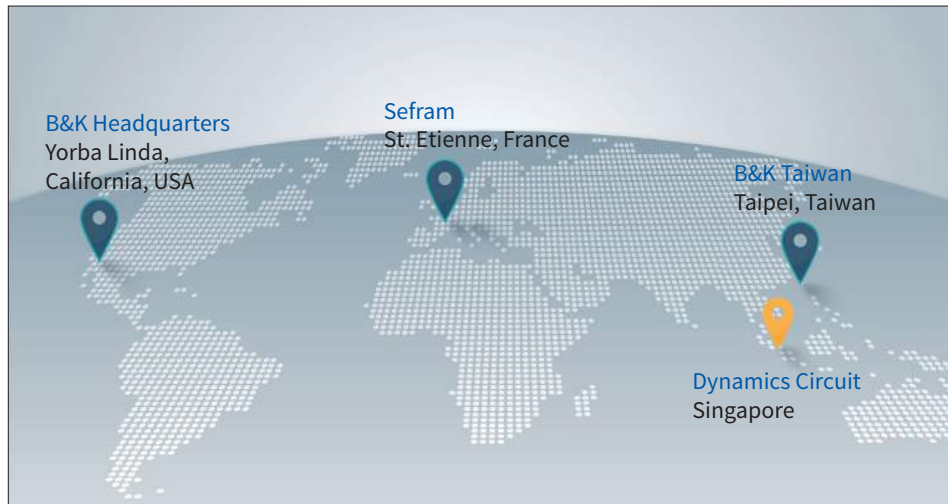 B&K Headquarters
Yorba Linda,
California, USA
Sefram
St. Etienne, France
B&K Taiwan
Taipei, Taiwan
Dynamics Circuit
Singapore